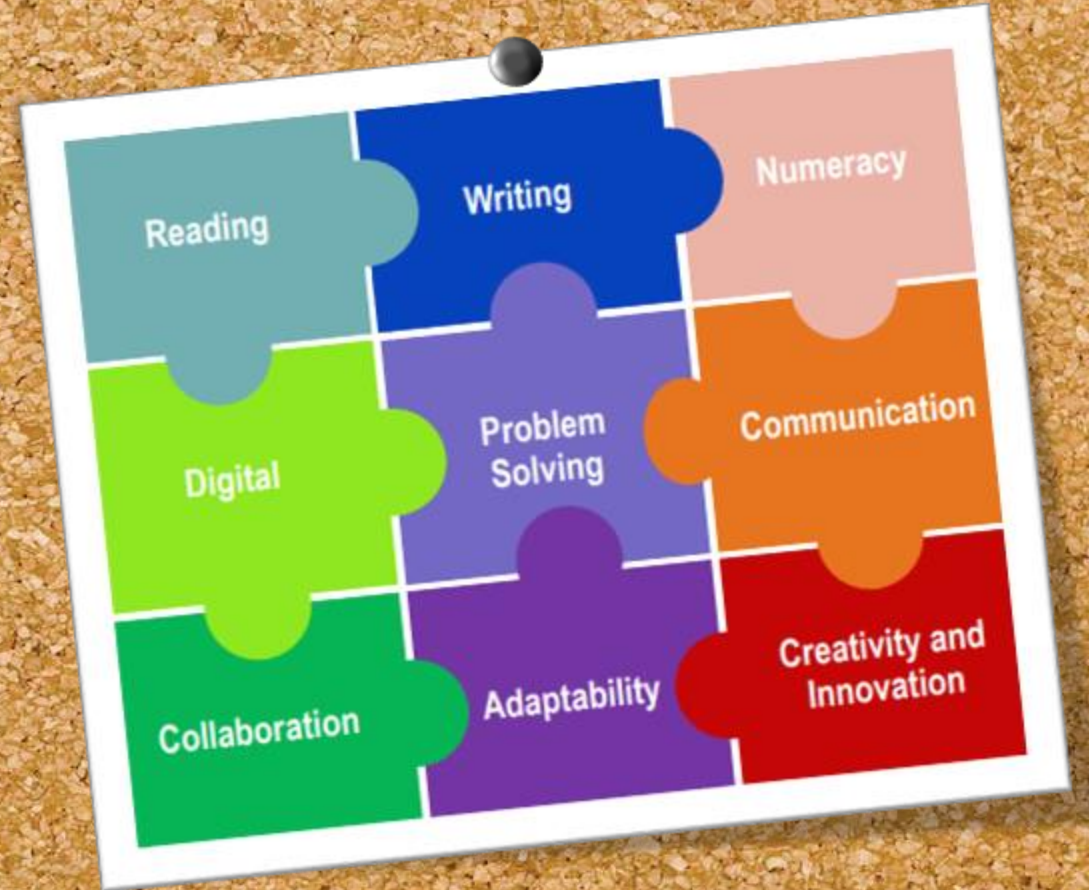 Reading
Writing
Numeracy
Digital
Problem
Solving
Communication
Collaboration
Adaptability
Creativity and
Innovation